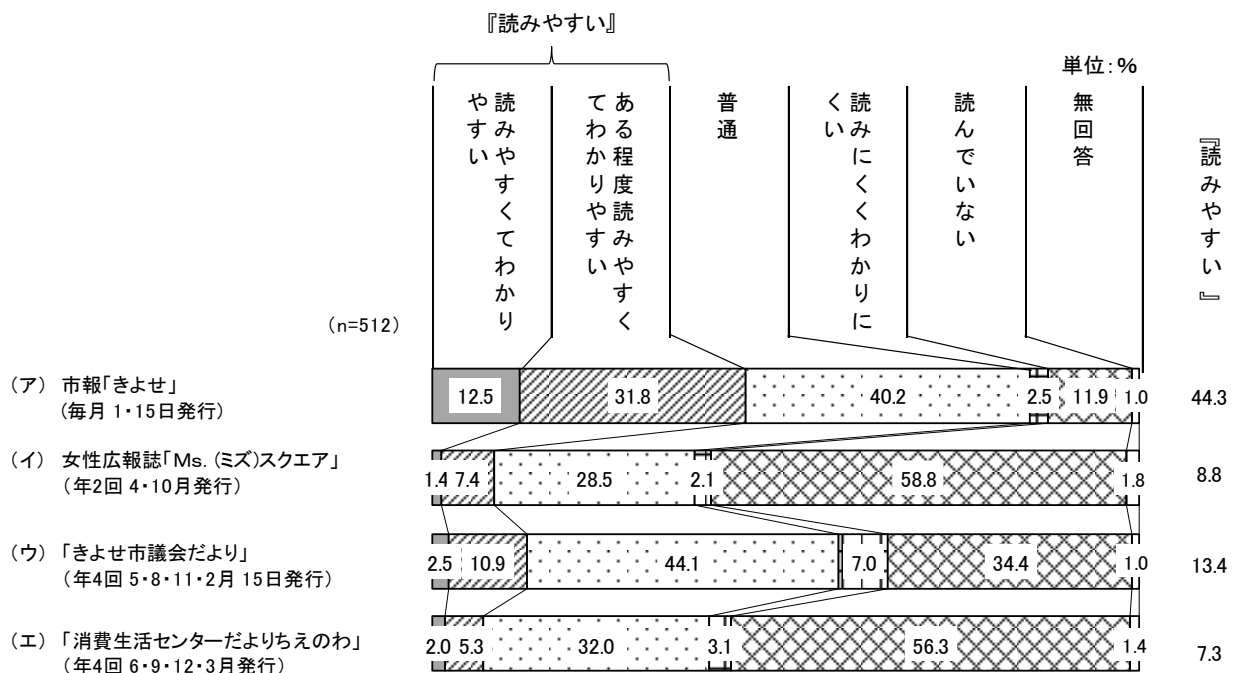 『読みやすい』
単位:%
読みやすくてわかり
やすい
ある程度読みやすく
てわかりやすい
普通
読みにくくわかりに
くい
読んでいない
無回答
『読みやすい』
(n=512)
(ア) 市報「きよせ」
(毎月 1・15日発行)
12.5 31.8 40.2 2.5 11.9 1.0 44.3
(イ) 女性広報誌「Ms. (ミズ)スクエア」
(年2回 4・10月発行)
1.4 7.4 28.5 2.1 58.8 1.8 8.8
(ウ) 「きよせ市議会だより」
(年4回 5・8・11・2月 15日発行)
2.5 10.9 44.1 7.0 34.4 1.0 13.4
(エ) 「消費生活センターだよりちえのわ」
(年4回 6・9・12・3月発行)
2.0 5.3 32.0 3.1 56.3 1.4 7.3